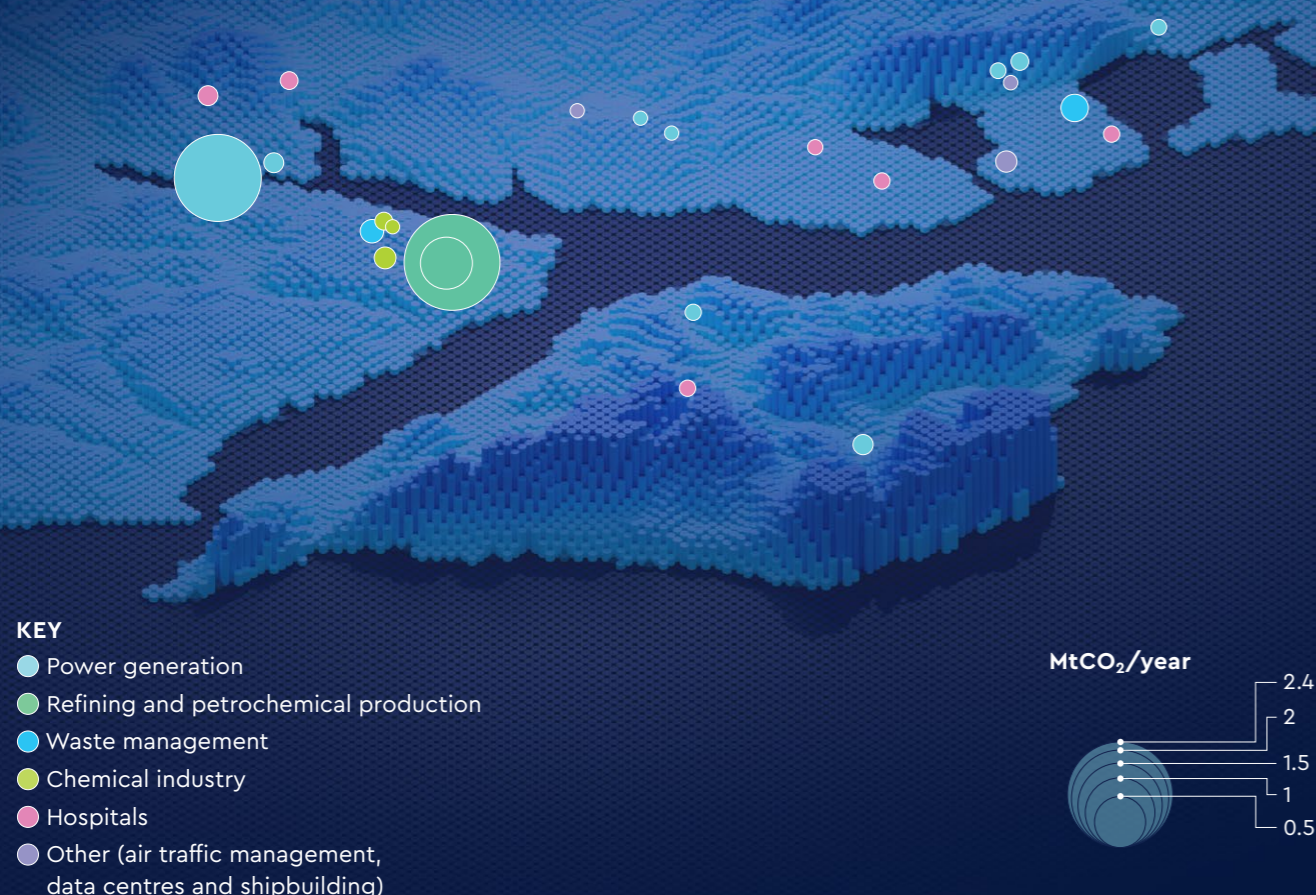 KEY
Power generation
Refining and petrochemical production
Waste management
Chemical industry
Hospitals
Other (air traffic management,
data centres and shipbuilding)
MtCO₂/year
2.4
2
1.5
1
0.5